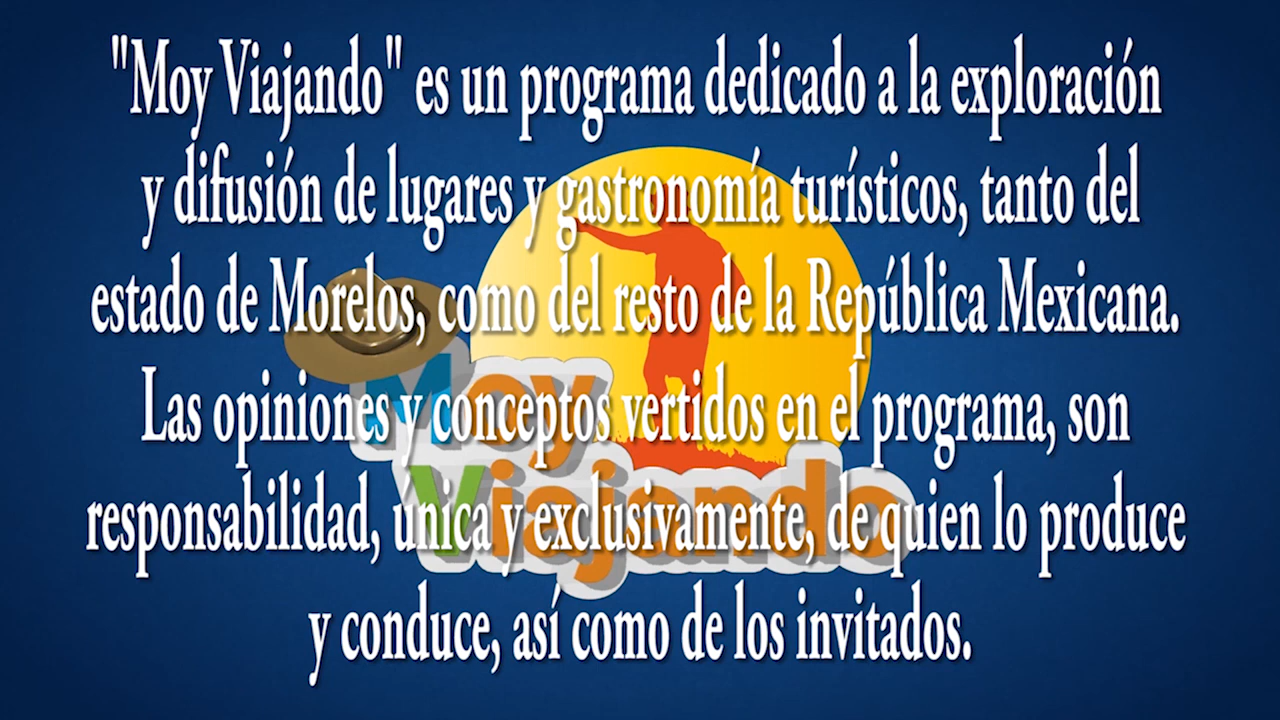 "Moy Viajando" es un programa dedicado a la exploración
y difusión de lugares y gastronomía turísticos, tanto del
estado de Morelos, como del resto de la República Mexicana.
Las opiniones y conceptos vertidos en el programa, son
responsabilidad, única y exclusivamente, de quien lo produce
y conduce, así como de los invitados.
Moy
Viajando